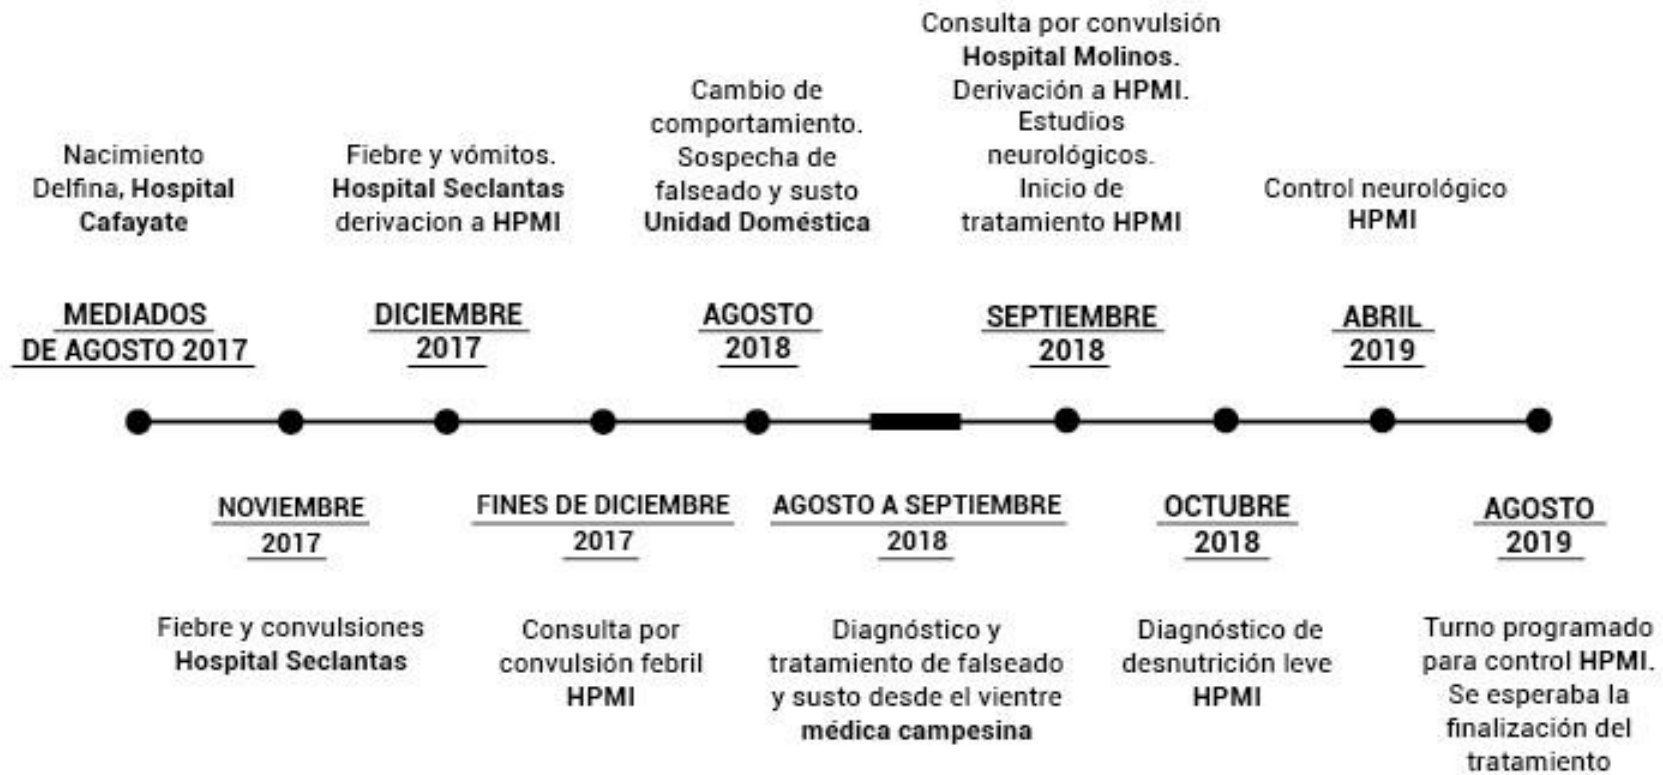 Nacimiento
Delfina, Hospital
Cafayate
MEDIADOS
DE AGOSTO 2017
NOVIEMBRE
2017
Fiebre y convulsiones
Hospital Seclantas
Fiebre y vómitos.
Hospital Seclantas
derivacion a HPMI
DICIEMBRE
2017
FINES DE DICIEMBRE
2017
Consulta por
convulsión febril
HPMI
Cambio de
comportamiento.
Sospecha de
falseado y susto
Unidad Doméstica
AGOSTO
2018
AGOSTO A SEPTIEMBRE
2018
Diagnóstico y
tratamiento de falseado
y susto desde el vientre
médica campesina
Consulta por convulsión
Hospital Molinos.
Derivación a HPMI.
Estudios
neurológicos.
Inicio de
tratamiento HPMI
SEPTIEMBRE
2018
OCTUBRE
2018
Diagnóstico de
desnutrición leve
HPMI
Control neurológico
HPMI
ABRIL
2019
AGOSTO
2019
Turno programado
para control HPMI.
Se esperaba la
finalización del
tratamiento